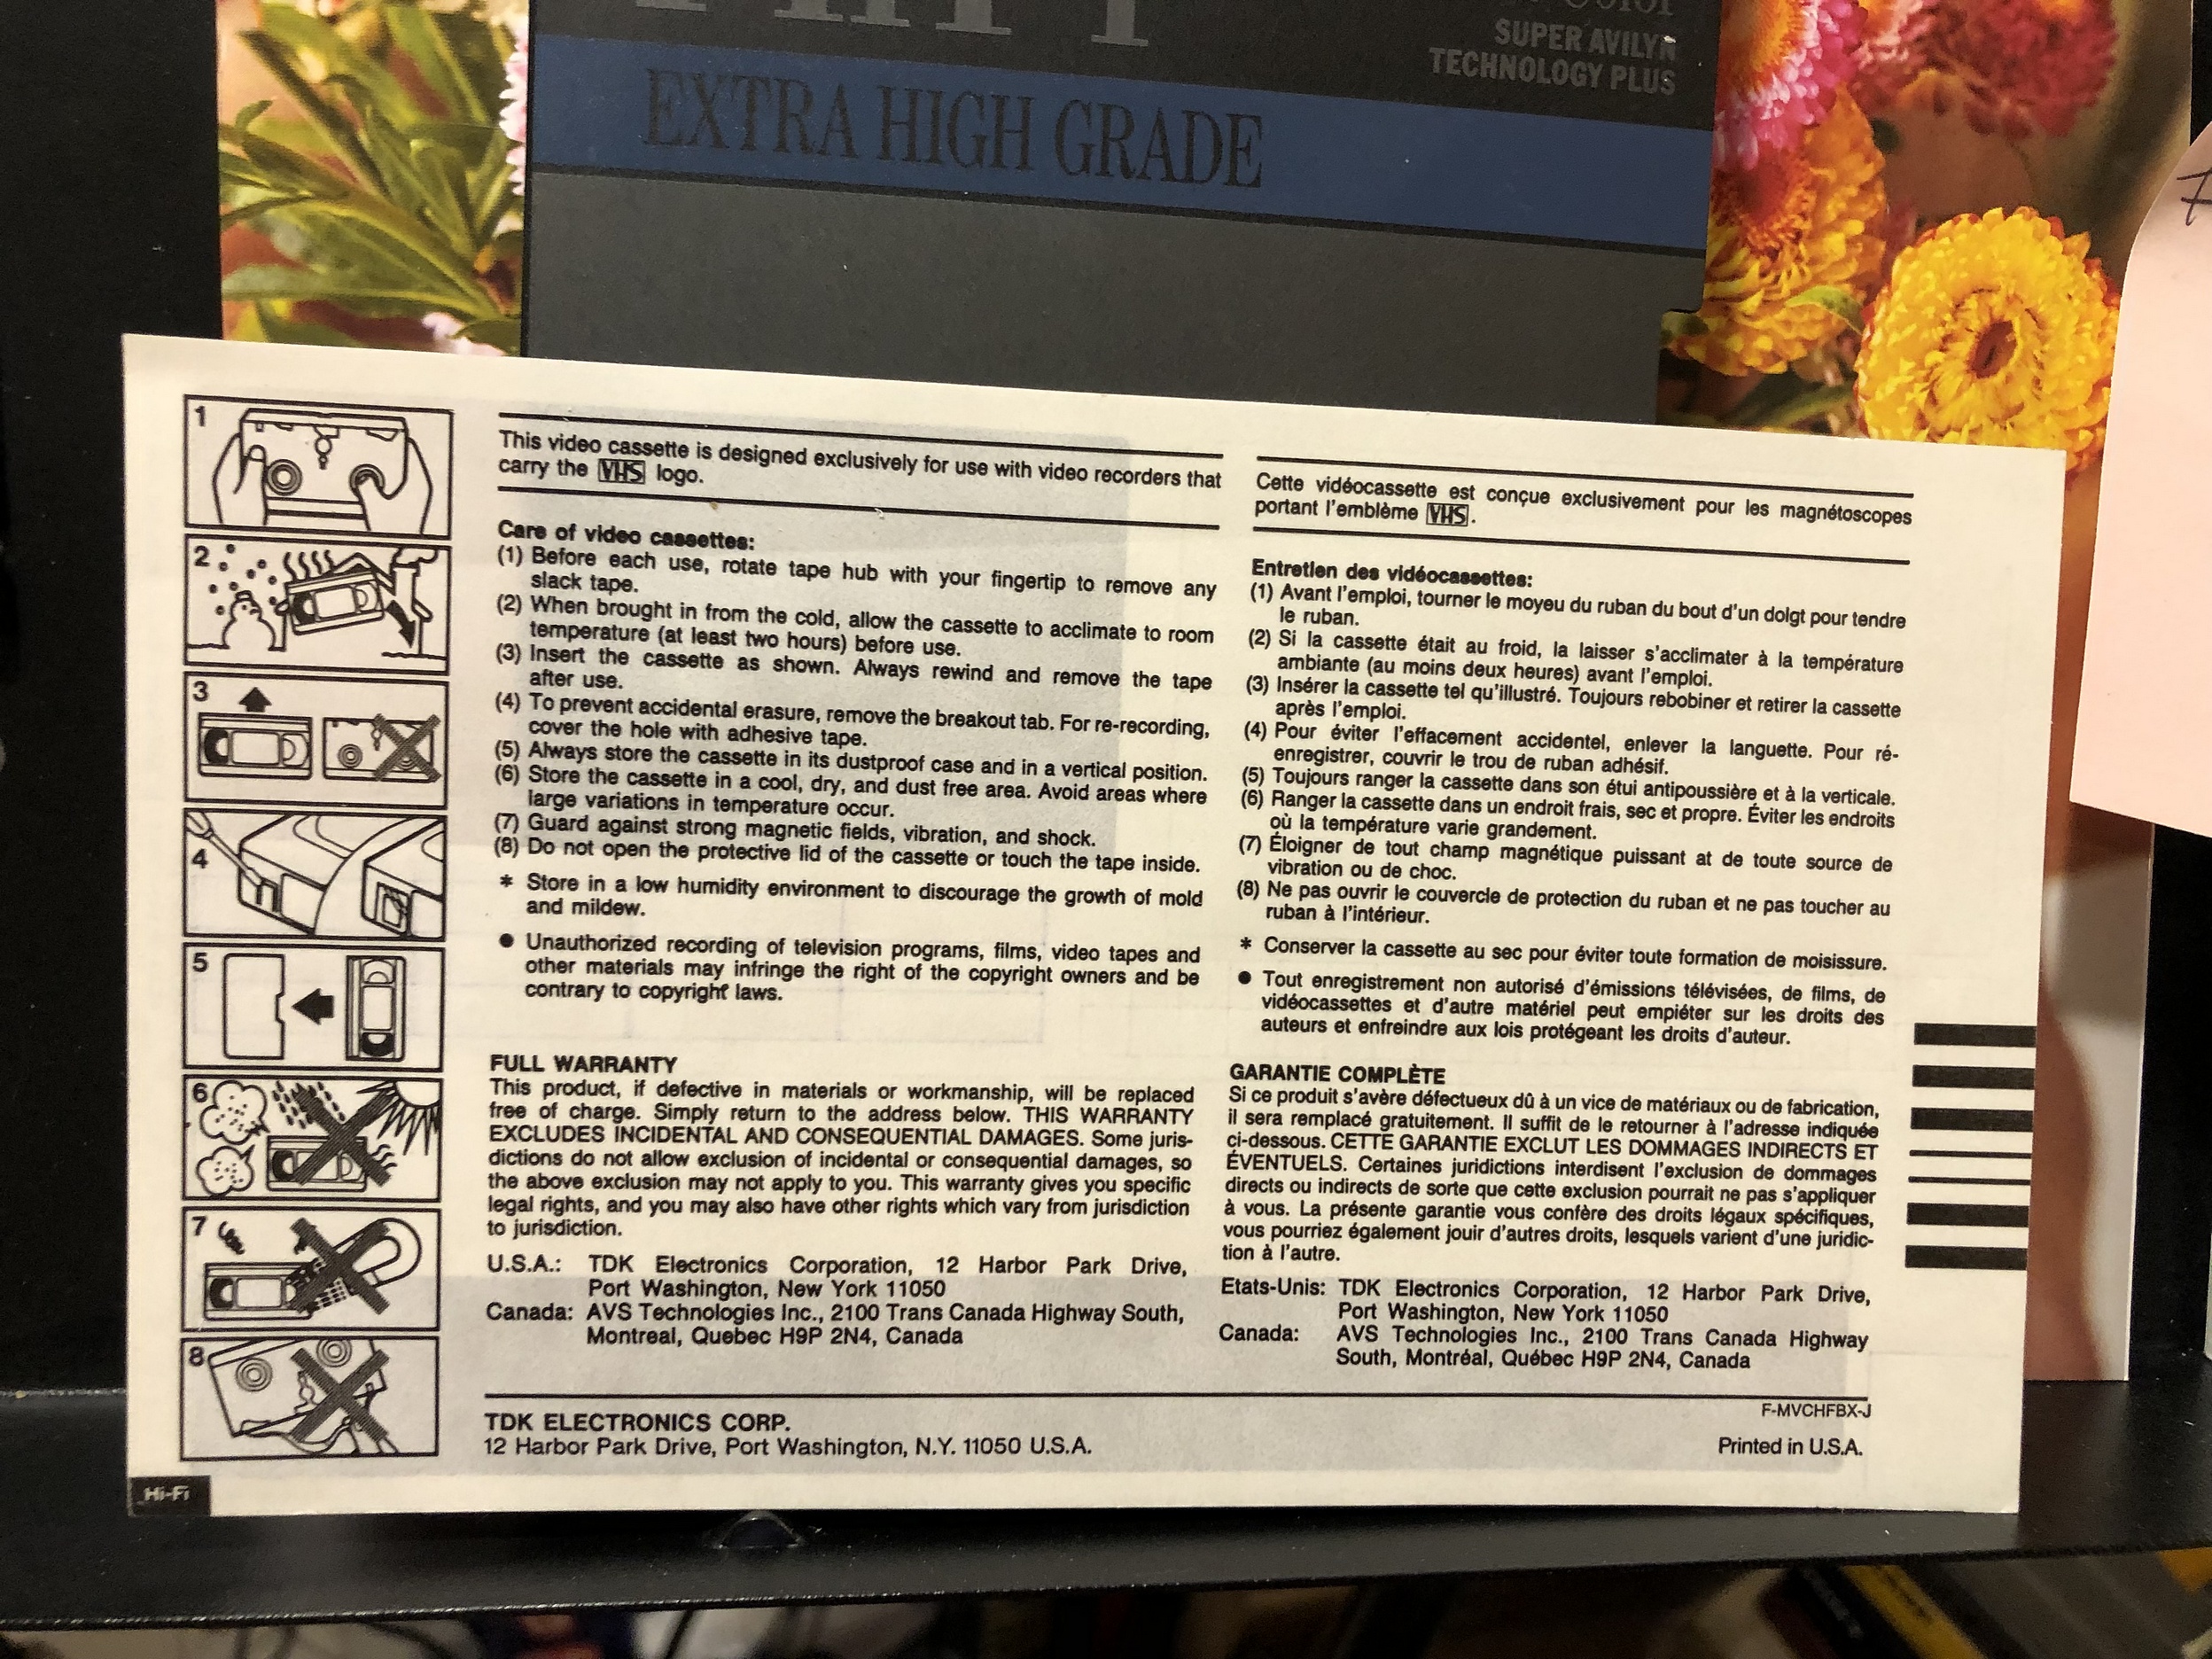 Color
SUPER AVILYN
TECHNOLOGY PLUS
EXTRA HIGH GRADE
1
2
3
4
5
6
7
8
This video cassette is designed exclusively for use with video recorders that
carry the VHS logo.
Care of video cassettes:
(1) Before each use, rotate tape hub with your fingertip to remove any
slack tape.
(2) When brought in from the cold, allow the cassette to acclimate to room
temperature (at least two hours) before use.
(3) Insert the cassette as shown. Always rewind and remove the tape
after use.
(4) To prevent accidental erasure, remove the breakout tab. For re-recording,
cover the hole with adhesive tape.
(5) Always store the cassette in its dustproof case and in a vertical position.
(6) Store the cassette in a cool, dry, and dust free area. Avoid areas where
large variations in temperature occur.
(7) Guard against strong magnetic fields, vibration, and shock.
(8) Do not open the protective lid of the cassette or touch the tape inside.
* Store in a low humidity environment to discourage the growth of mold
and mildew.
● Unauthorized recording of television programs, films, video tapes and
other materials may infringe the right of the copyright owners and be
contrary to copyright laws.
FULL WARRANTY
This product, if defective in materials or workmanship, will be replaced
free of charge. Simply return to the address below. THIS WARRANTY
EXCLUDES INCIDENTAL AND CONSEQUENTIAL DAMAGES. Some juris-
dictions do not allow exclusion of incidental or consequential damages, so
the above exclusion may not apply to you. This warranty gives you specific
legal rights, and you may also have other rights which vary from jurisdiction
to jurisdiction.
U.S.A.: TDK Electronics Corporation, 12 Harbor Park Drive,
Port Washington, New York 11050
Canada: AVS Technologies Inc., 2100 Trans Canada Highway South,
Montreal, Quebec H9P 2N4, Canada
Cette vidéocassette est conçue exclusivement pour les magnétoscopes
portant l'emblème VHS.
Entretien des vidéocassettes:
(1) Avant l'emploi, tourner le moyeu du ruban du bout d'un doigt pour tendre
le ruban.
(2) Si la cassette était au froid, la laisser s'acclimater à la température
ambiante (au moins deux heures) avant l'emploi.
(3) Insérer la cassette tel qu'illustré. Toujours rebobiner et retirer la cassette
après l'emploi.
(4) Pour éviter l'effacement accidentel, enlever la languette. Pour ré-
enregistrer, couvrir le trou de ruban adhésif.
(5) Toujours ranger la cassette dans son étui antipoussière et à la verticale.
(6) Ranger la cassette dans un endroit frais, sec et propre. Éviter les endroits
où la température varie grandement.
(7) Éloigner de tout champ magnétique puissant at de toute source de
vibration ou de choc.
(8) Ne pas ouvrir le couvercle de protection du ruban et ne pas toucher au
ruban à l'intérieur.
* Conserver la cassette au sec pour éviter toute formation de moisissure.
● Tout enregistrement non autorisé d'émissions télévisées, de films, de
vidéocassettes et d'autre matériel peut empiéter sur les droits des
auteurs et enfreindre aux lois protégeant les droits d'auteur.
GARANTIE COMPLÈTE
Si ce produit s'avère défectueux dû à un vice de matériaux ou de fabrication,
il sera remplacé gratuitement. Il suffit de le retourner à l'adresse indiquée
ci-dessous. CETTE GARANTIE EXCLUT LES DOMMAGES INDIRECTS ET
ÉVENTUELS. Certaines juridictions interdisent l'exclusion de dommages
directs ou indirects de sorte que cette exclusion pourrait ne pas s'appliquer
à vous. La présente garantie vous confère des droits légaux spécifiques,
vous pourriez également jouir d'autres droits, lesquels varient d'une juridic-
tion à l'autre.
Etats-Unis: TDK Electronics Corporation, 12 Harbor Park Drive,
Port Washington, New York 11050
Canada: AVS Technologies Inc., 2100 Trans Canada Highway
South, Montréal, Québec H9P 2N4, Canada
TDK ELECTRONICS CORP.
12 Harbor Park Drive, Port Washington, N.Y. 11050 U.S.A.
F-MVCHFBX-J
Printed in U.S.A.
Hi-Fi